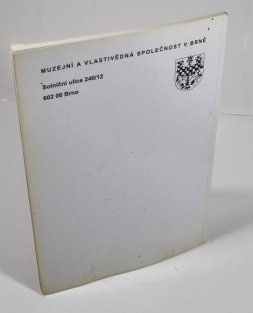 MUZEJNÍ A VLASTIVĚDNÁ SPOLEČNOST V BRNĚ
Solniční ulice 240/12
602 00 Brno